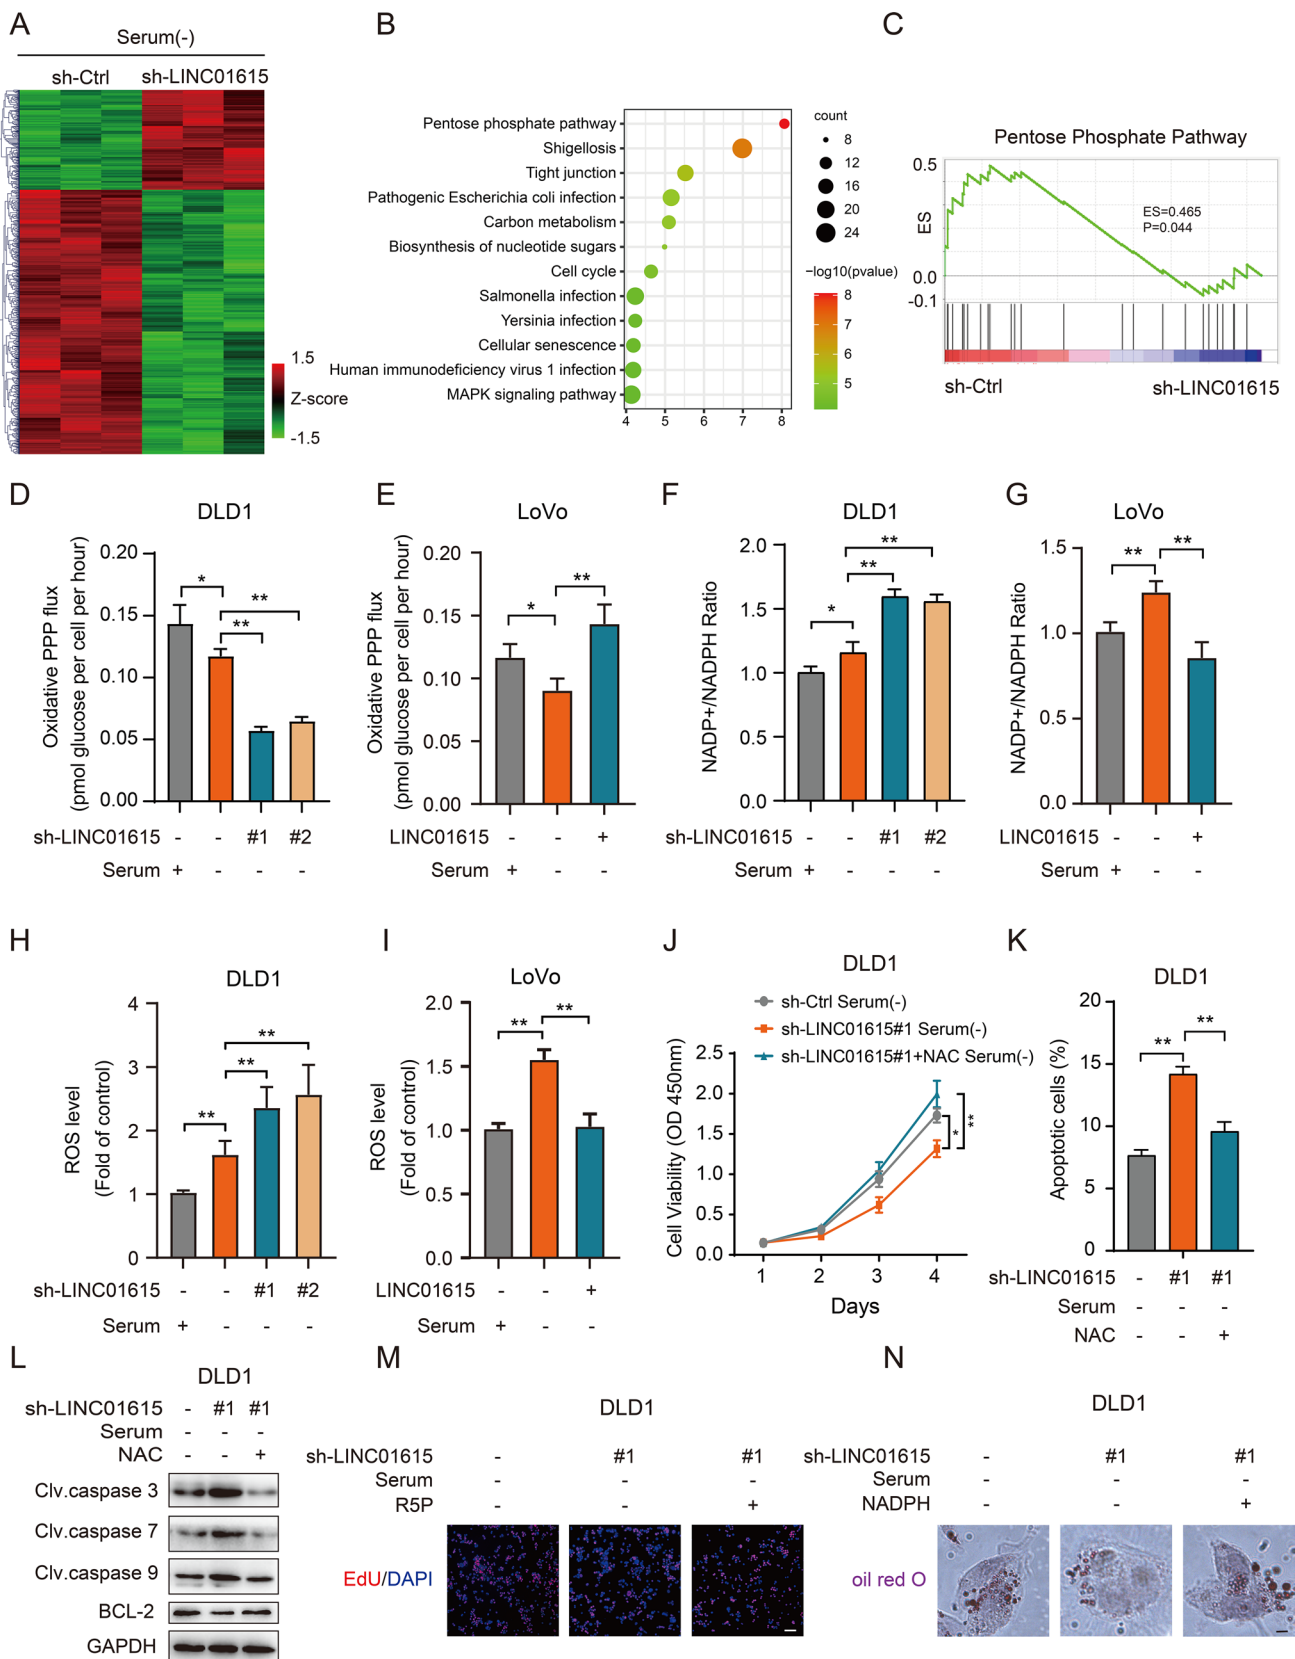 A
Serum(-)
sh-Ctrl sh-LINC01615
1.5
Z-score
-1.5
B
Pentose phosphate pathway
Shigellosis
Tight junction
Pathogenic Escherichia coli infection
Carbon metabolism
Biosynthesis of nucleotide sugars
Cell cycle
Salmonella infection
Yersinia infection
Cellular senescence
Human immunodeficiency virus 1 infection
MAPK signaling pathway
4 5 6 7 8
count
8
12
16
20
24
−log10(pvalue)
8
7
6
5
C
Pentose Phosphate Pathway
0.5
ES
0.0
-0.1
ES=0.465
P=0.044
sh-Ctrl sh-LINC01615
D
DLD1
Oxidative PPP flux
(pmol glucose per cell per hour)
0.20
0.15
0.10
0.05
0.00
* ** **
sh-LINC01615 - - #1 #2
Serum + - - -
E
LoVo
Oxidative PPP flux
(pmol glucose per cell per hour)
0.20
0.15
0.10
0.05
0.00
* **
LINC01615 - - +
Serum + - -
F
DLD1
NADP+/NADPH Ratio
2.0
1.5
1.0
0.5
0.0
* ** **
sh-LINC01615 - - #1 #2
Serum + - - -
G
LoVo
NADP+/NADPH Ratio
1.5
1.0
0.5
0.0
** **
LINC01615 - - +
Serum + - -
H
DLD1
ROS level
(Fold of control)
4
3
2
1
0
** ** **
sh-LINC01615 - - #1 #2
Serum + - - -
I
LoVo
ROS level
(Fold of control)
2.0
1.5
1.0
0.5
0.0
** **
LINC01615 - - +
Serum + - -
J
DLD1
sh-Ctrl Serum(-)
sh-LINC01615#1 Serum(-)
sh-LINC01615#1+NAC Serum(-)
Cell Viability (OD 450nm)
2.5
2.0
1.5
1.0
0.5
0.0
* **
1 2 3 4
Days
K
DLD1
Apoptotic cells (%)
20
15
10
5
0
** **
sh-LINC01615 - #1 #1
Serum - - -
NAC - - +
L
DLD1
sh-LINC01615 - #1 #1
Serum - - -
NAC - - +
Clv.caspase 3
Clv.caspase 7
Clv.caspase 9
BCL-2
GAPDH
M
DLD1
sh-LINC01615 - #1 #1
Serum - - -
R5P - - +
EdU/DAPI
N
DLD1
sh-LINC01615 - #1 #1
Serum - - -
NADPH - - +
oil red O